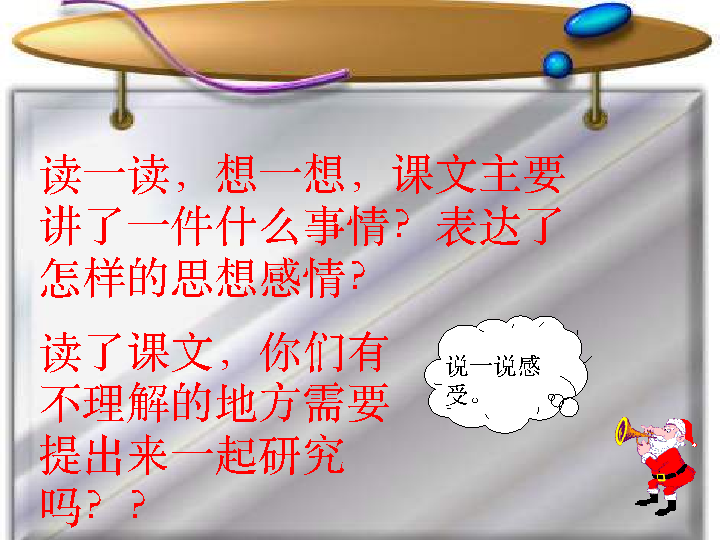 读一读，想一想，课文主要
讲了一件什么事情？表达了
怎样的思想感情？
读了课文，你们有
不理解的地方需要
提出来一起研究
吗？？
说一说感
受。